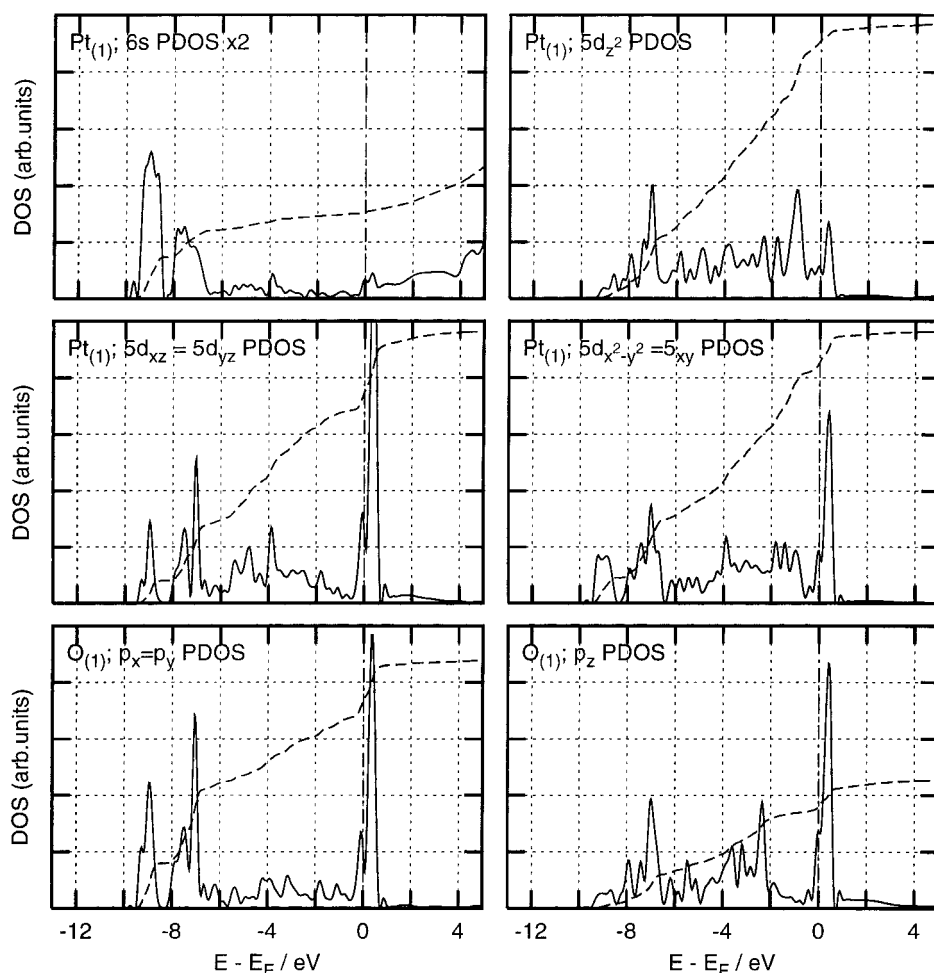 Pt(1); 6s PDOS x2
Pt(1); 5dz² PDOS
DOS (arb.units)
Pt(1); 5dxz = 5dyz PDOS
Pt(1); 5dx²-y² =5xy PDOS
DOS (arb.units)
O(1); px=py PDOS
O(1); pz PDOS
DOS (arb.units)
-12 -8 -4 0 4
-12 -8 -4 0 4
E - EF / eV
E - EF / eV